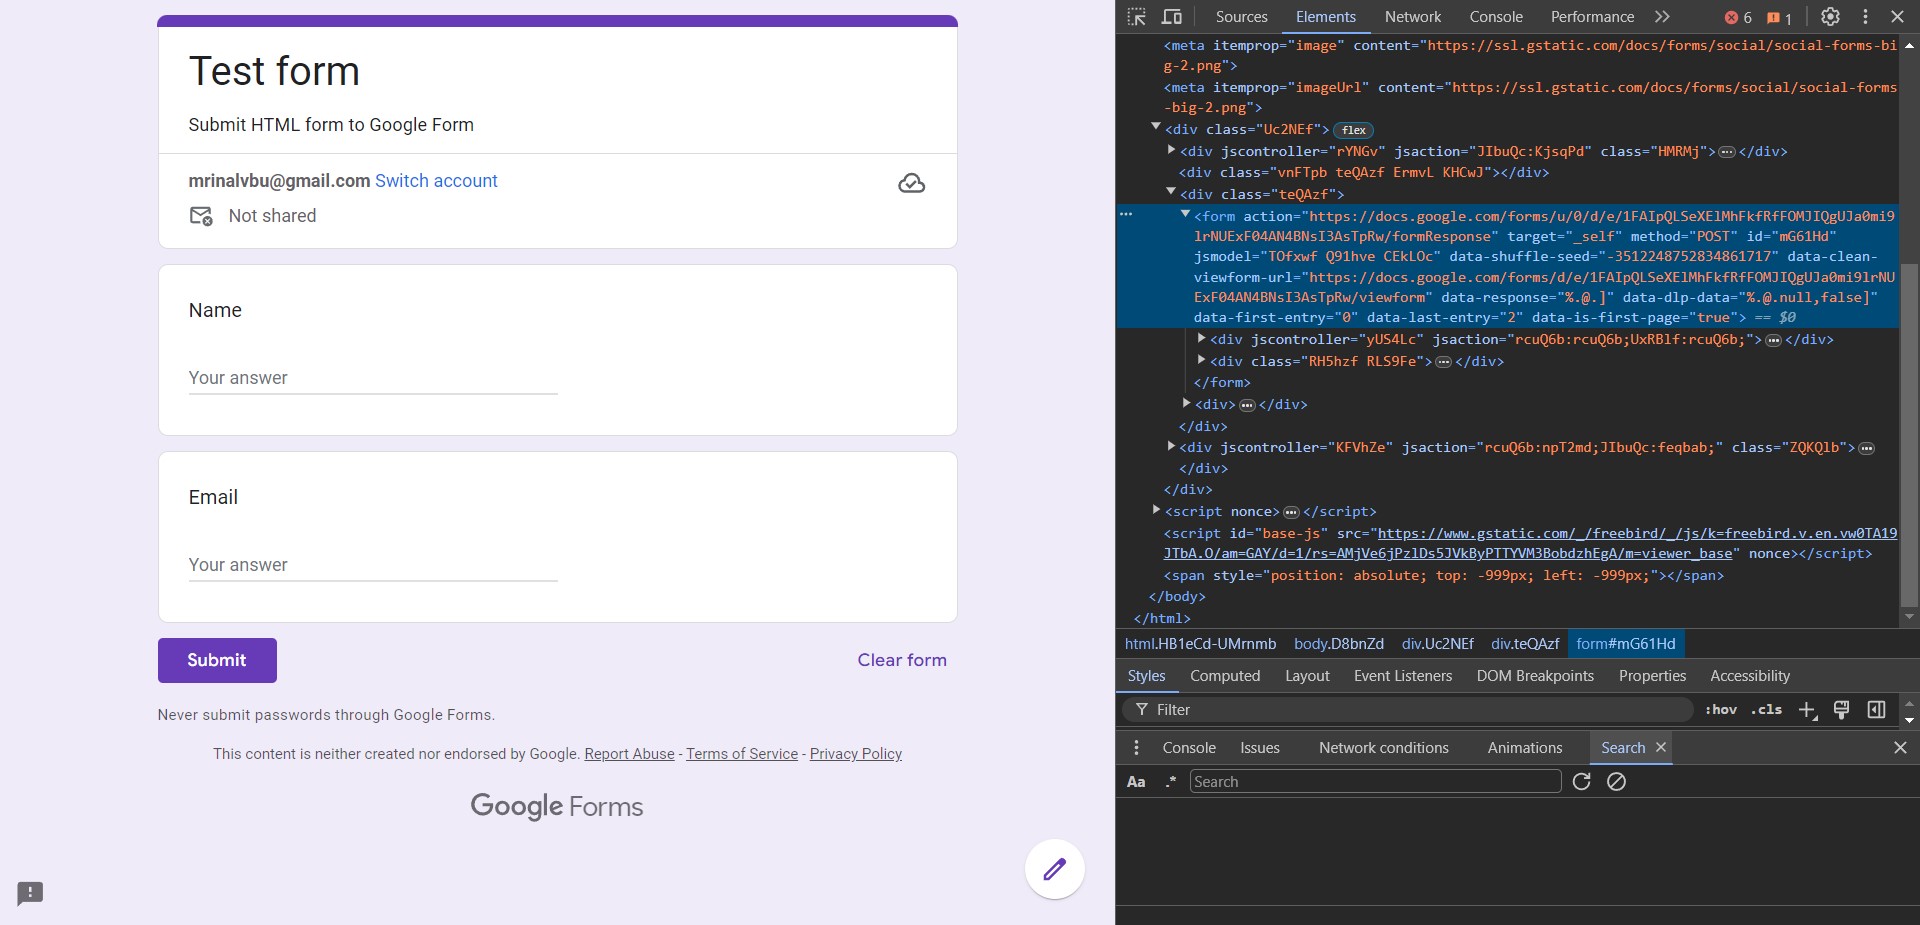 Test form
Submit HTML form to Google Form
mrinalvbu@gmail.com Switch account
Not shared
Name
Your answer
Email
Your answer
Submit
Clear form
Never submit passwords through Google Forms.
This content is neither created nor endorsed by Google. Report Abuse - Terms of Service - Privacy Policy
Google Forms
Sources Elements Network Console Performance 6 1
<meta itemprop="image" content="https://ssl.gstatic.com/docs/forms/social/social-forms-bi
g-2.png">
<meta itemprop="imageUrl" content="https://ssl.gstatic.com/docs/forms/social/social-forms
-big-2.png">
<div class="Uc2NEf"> flex
<div jscontroller="rYNGv" jsaction="JIbuQc:KjsqPd" class="HMRMj">…</div>
<div class="vnFTpb teQAzf ErmvL KHCwJ"></div>
<div class="teQAzf">
… <form action="https://docs.google.com/forms/u/0/d/e/1FAIpQLSeXElMhFkfRfFOMJIQgUJa0mi9
lrNUExF04AN4BNsI3AsTpRw/formResponse" target="_self" method="POST" id="mG61Hd"
jsmodel="TOfxwf Q91hve CEkLOc" data-shuffle-seed="-3512248752834861717" data-clean-
viewform-url="https://docs.google.com/forms/d/e/1FAIpQLSeXElMhFkfRfFOMJIQgUJa0mi9lrNU
ExF04AN4BNsI3AsTpRw/viewform" data-response="%.@.]" data-dlp-data="%.@.null,false]"
data-first-entry="0" data-last-entry="2" data-is-first-page="true"> == $0
<div jscontroller="yUS4Lc" jsaction="rcuQ6b:rcuQ6b;UxRBlf:rcuQ6b;">…</div>
<div class="RH5hzf RLS9Fe">…</div>
</form>
<div>…</div>
</div>
<div jscontroller="KFVhZe" jsaction="rcuQ6b:npT2md;JIbuQc:feqbab;" class="ZQKQlb">…
</div>
</div>
<script nonce>…</script>
<script id="base-js" src="https://www.gstatic.com/_/freebird/_/js/k=freebird.v.en.vw0TA19
JTbA.O/am=GAY/d=1/rs=AMjVe6jPzlDs5JVkByPTTYVM3BobdzhEgA/m=viewer_base" nonce></script>
<span style="position: absolute; top: -999px; left: -999px;"></span>
</body>
</html>
html.HB1eCd-UMrnmb body.D8bnZd div.Uc2NEf div.teQAzf form#mG61Hd
Styles Computed Layout Event Listeners DOM Breakpoints Properties Accessibility
Filter :hov .cls
Console Issues Network conditions Animations Search
Aa .* Search